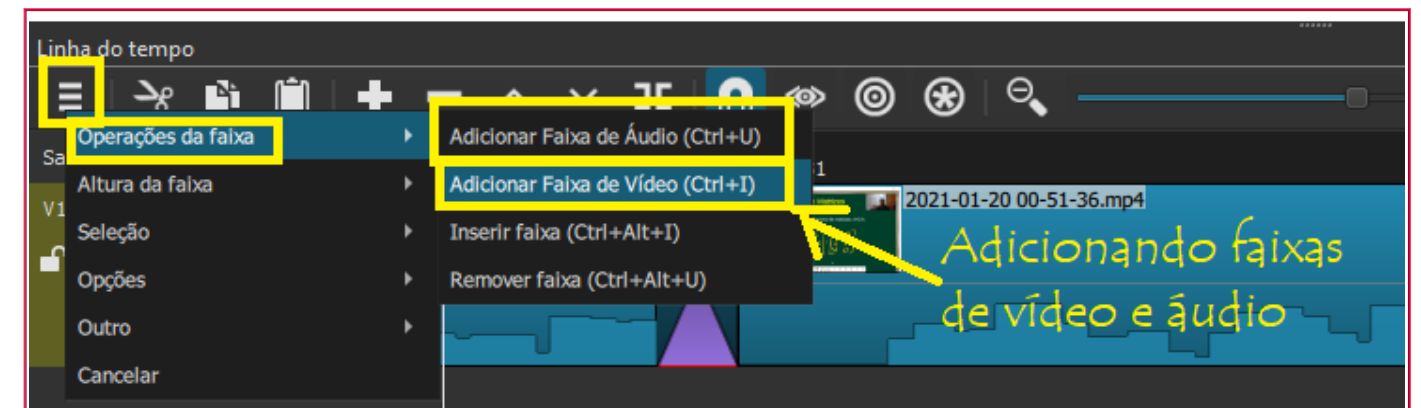 Linha do tempo
Operações da faixa
Adicionar Faixa de Áudio (Ctrl+U)
Sa
Altura da faixa
Adicionar Faixa de Vídeo (Ctrl+I)
V1
2021-01-20 00-51-36.mp4
Seleção
Inserir faixa (Ctrl+Alt+I)
Adicionando faixas
Opções
Remover faixa (Ctrl+Alt+U)
de vídeo e áudio
Outro
Cancelar